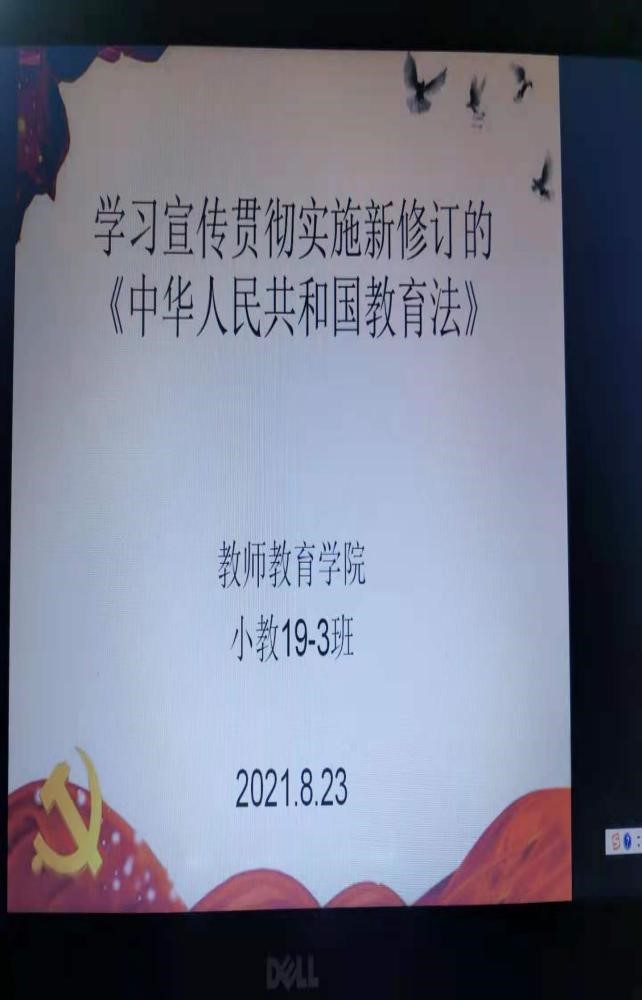 学习宣传贯彻实施新修订的
《中华人民共和国教育法》
教师教育学院
小教19-3班
2021.8.23
DELL